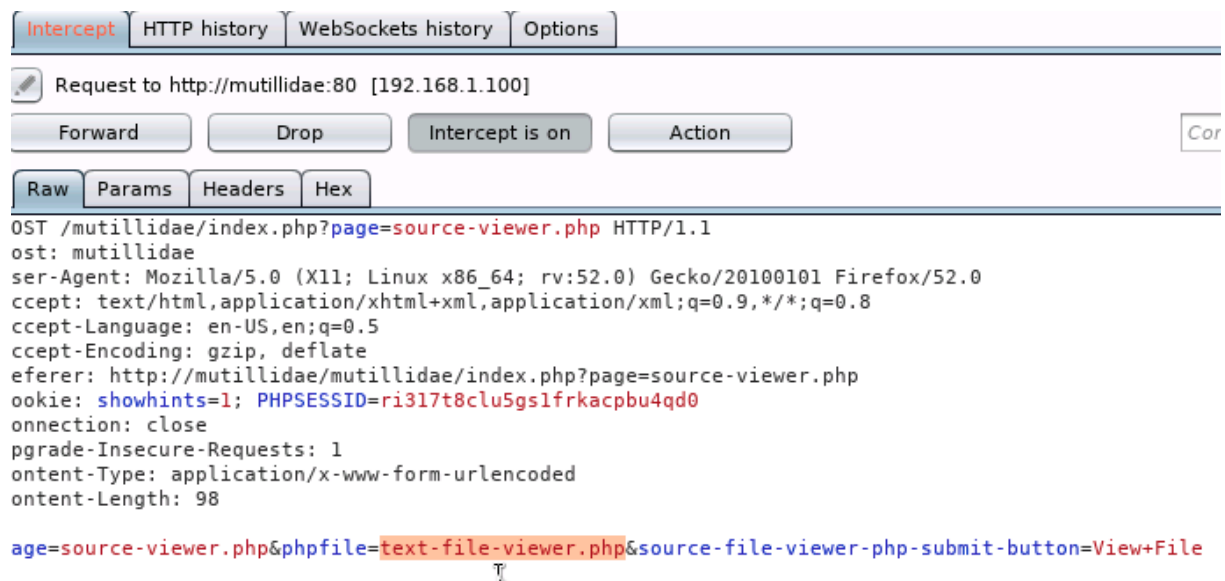 Intercept HTTP history WebSockets history Options
Request to http://mutillidae:80 [192.168.1.100]
Forward Drop Intercept is on Action Cor
Raw Params Headers Hex
OST /mutillidae/index.php?page=source-viewer.php HTTP/1.1
ost: mutillidae
ser-Agent: Mozilla/5.0 (X11; Linux x86_64; rv:52.0) Gecko/20100101 Firefox/52.0
ccept: text/html,application/xhtml+xml,application/xml;q=0.9,*/*;q=0.8
ccept-Language: en-US,en;q=0.5
ccept-Encoding: gzip, deflate
eferer: http://mutillidae/mutillidae/index.php?page=source-viewer.php
ookie: showhints=1; PHPSESSID=ri317t8clu5gs1frkacpbu4qd0
onnection: close
pgrade-Insecure-Requests: 1
ontent-Type: application/x-www-form-urlencoded
ontent-Length: 98
age=source-viewer.php&phpfile=text-file-viewer.php&source-file-viewer-php-submit-button=View+File